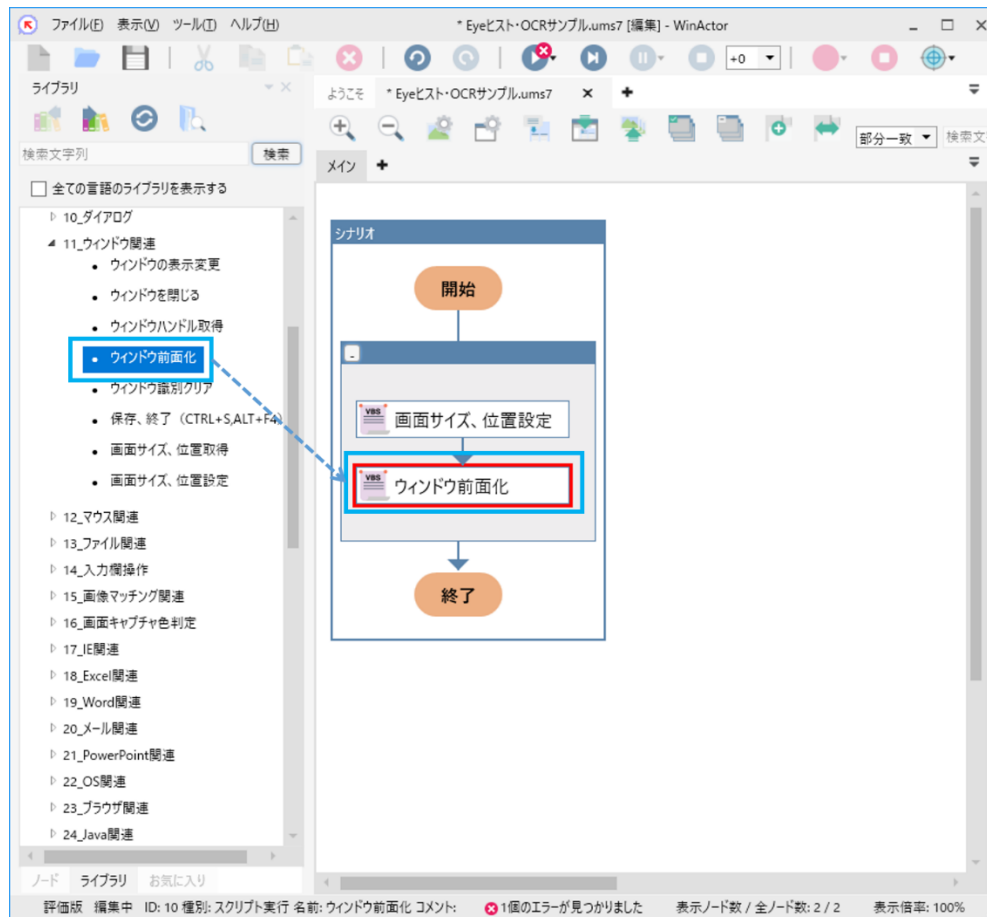 ファイル(F) 表示(V) ツール(T) ヘルプ(H) * Eyeヒスト・OCRサンプル.ums7 [編集] - WinActor
+0
ライブラリ
ようこそ * Eyeヒスト・OCRサンプル.ums7
検索文字列 検索
部分一致 検索文
メイン
全ての言語のライブラリを表示する
10_ダイアログ
11_ウィンドウ関連
ウィンドウの表示変更
ウィンドウを閉じる
ウィンドウハンドル取得
ウィンドウ前面化
ウィンドウ識別クリア
保存、終了（CTRL+S,ALT+F4）
画面サイズ、位置取得
画面サイズ、位置設定
12_マウス関連
13_ファイル関連
14_入力欄操作
15_画像マッチング関連
16_画面キャプチャ色判定
17_IE関連
18_Excel関連
19_Word関連
20_メール関連
21_PowerPoint関連
22_OS関連
23_ブラウザ関連
24_Java関連
シナリオ
開始
VBS 画面サイズ、位置設定
VBS ウィンドウ前面化
終了
ノード ライブラリ お気に入り
評価版 編集中 ID: 10 種別: スクリプト実行 名前: ウィンドウ前面化 コメント: 1個のエラーが見つかりました 表示ノード数 / 全ノード数: 2 / 2 表示倍率: 100%